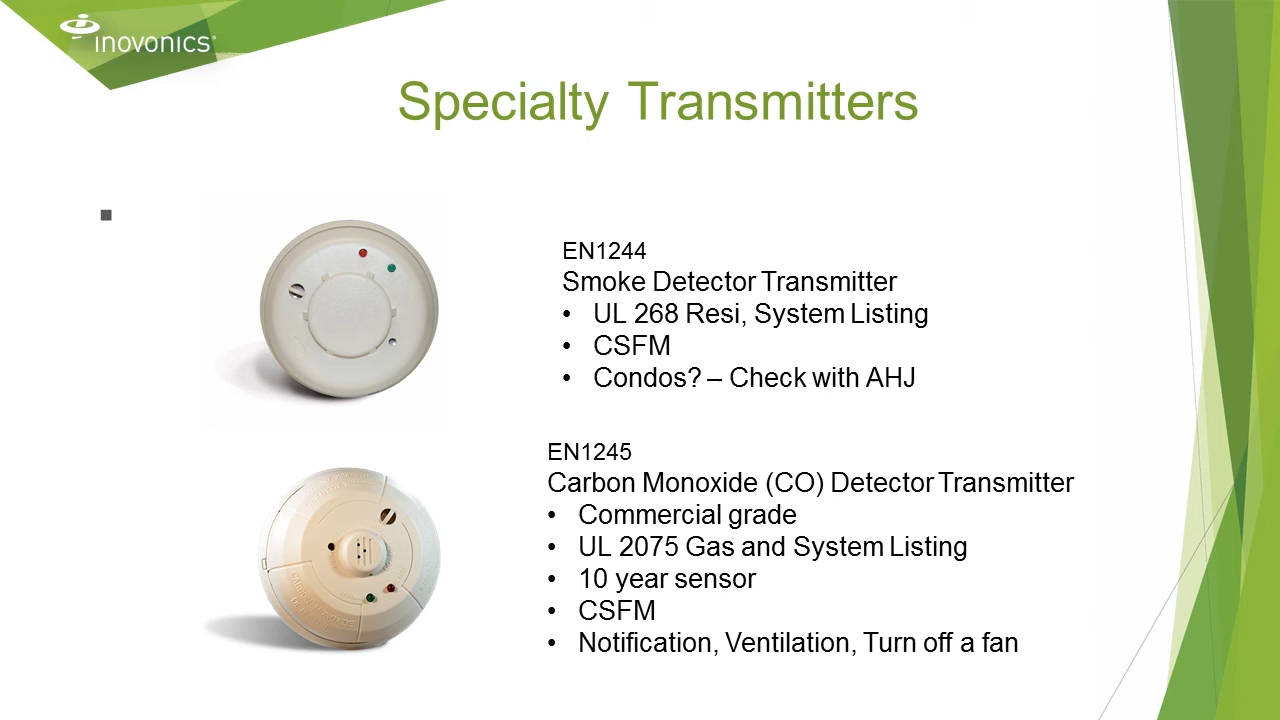 inovonics
Specialty Transmitters
EN1244
Smoke Detector Transmitter
• UL 268 Resi, System Listing
• CSFM
• Condos? – Check with AHJ
EN1245
Carbon Monoxide (CO) Detector Transmitter
• Commercial grade
• UL 2075 Gas and System Listing
• 10 year sensor
• CSFM
• Notification, Ventilation, Turn off a fan